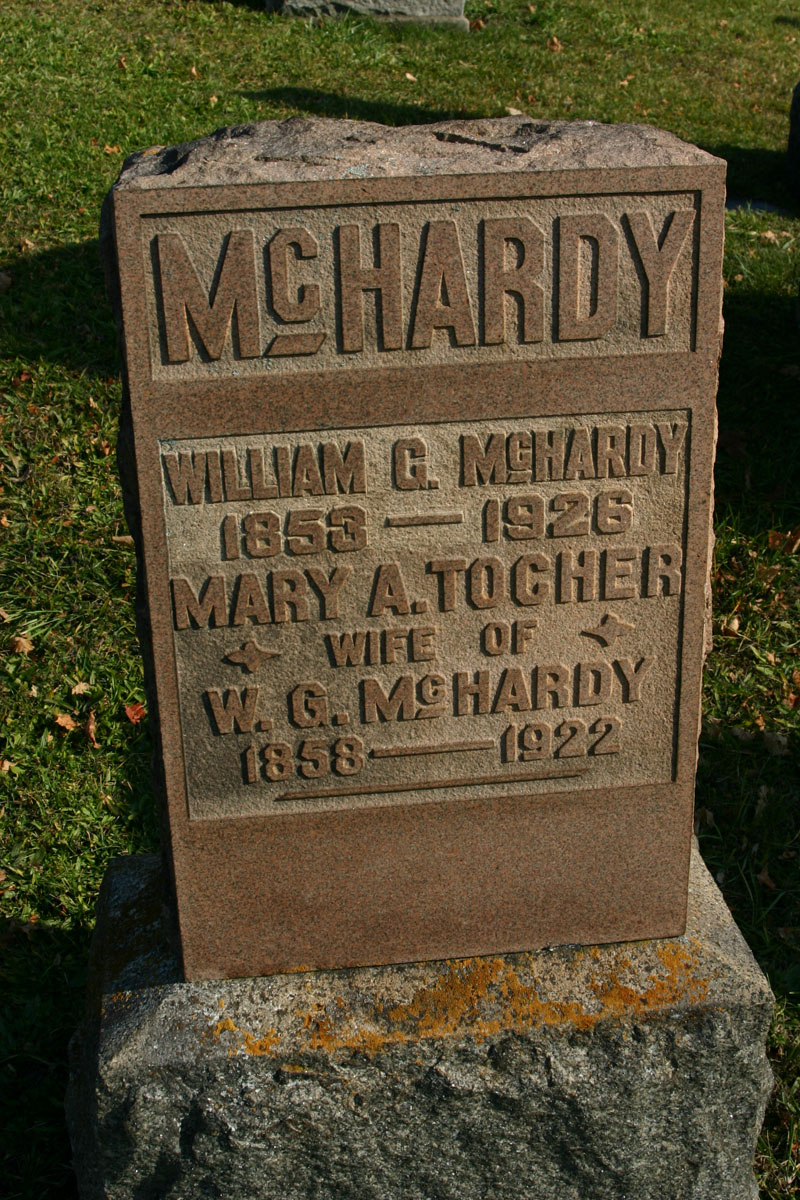 McHARDY
WILLIAM G. McHARDY
1853 — 1926
MARY A. TOCHER
WIFE OF
W. G. McHARDY
1858 — 1922